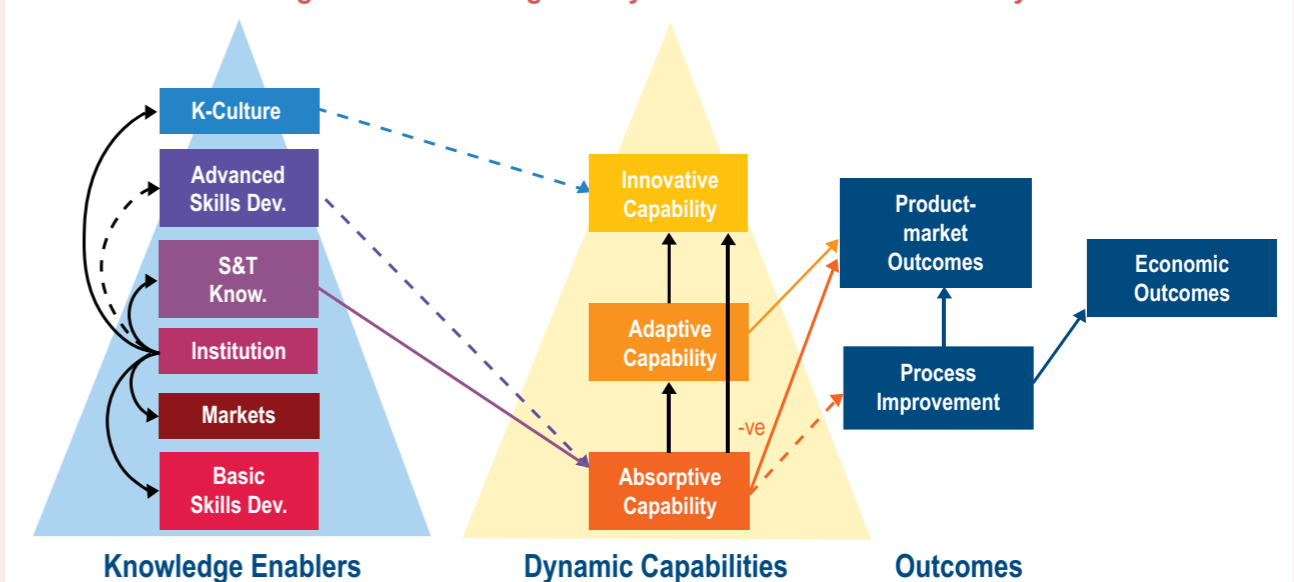 K-Culture
Advanced
Skills Dev.
S&T
Know.
Institution
Markets
Basic
Skills Dev.
Knowledge Enablers
Innovative
Capability
Adaptive
Capability
-ve
Absorptive
Capability
Dynamic Capabilities
Product-
market
Outcomes
Process
Improvement
Economic
Outcomes
Outcomes